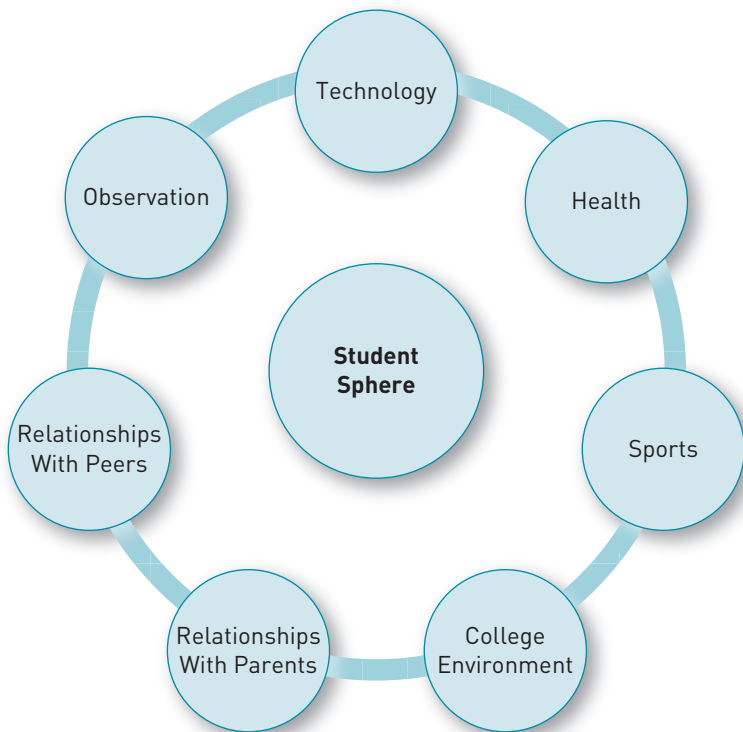 Technology
Health
Sports
College
Environment
Relationships
With Parents
Relationships
With Peers
Observation
Student
Sphere